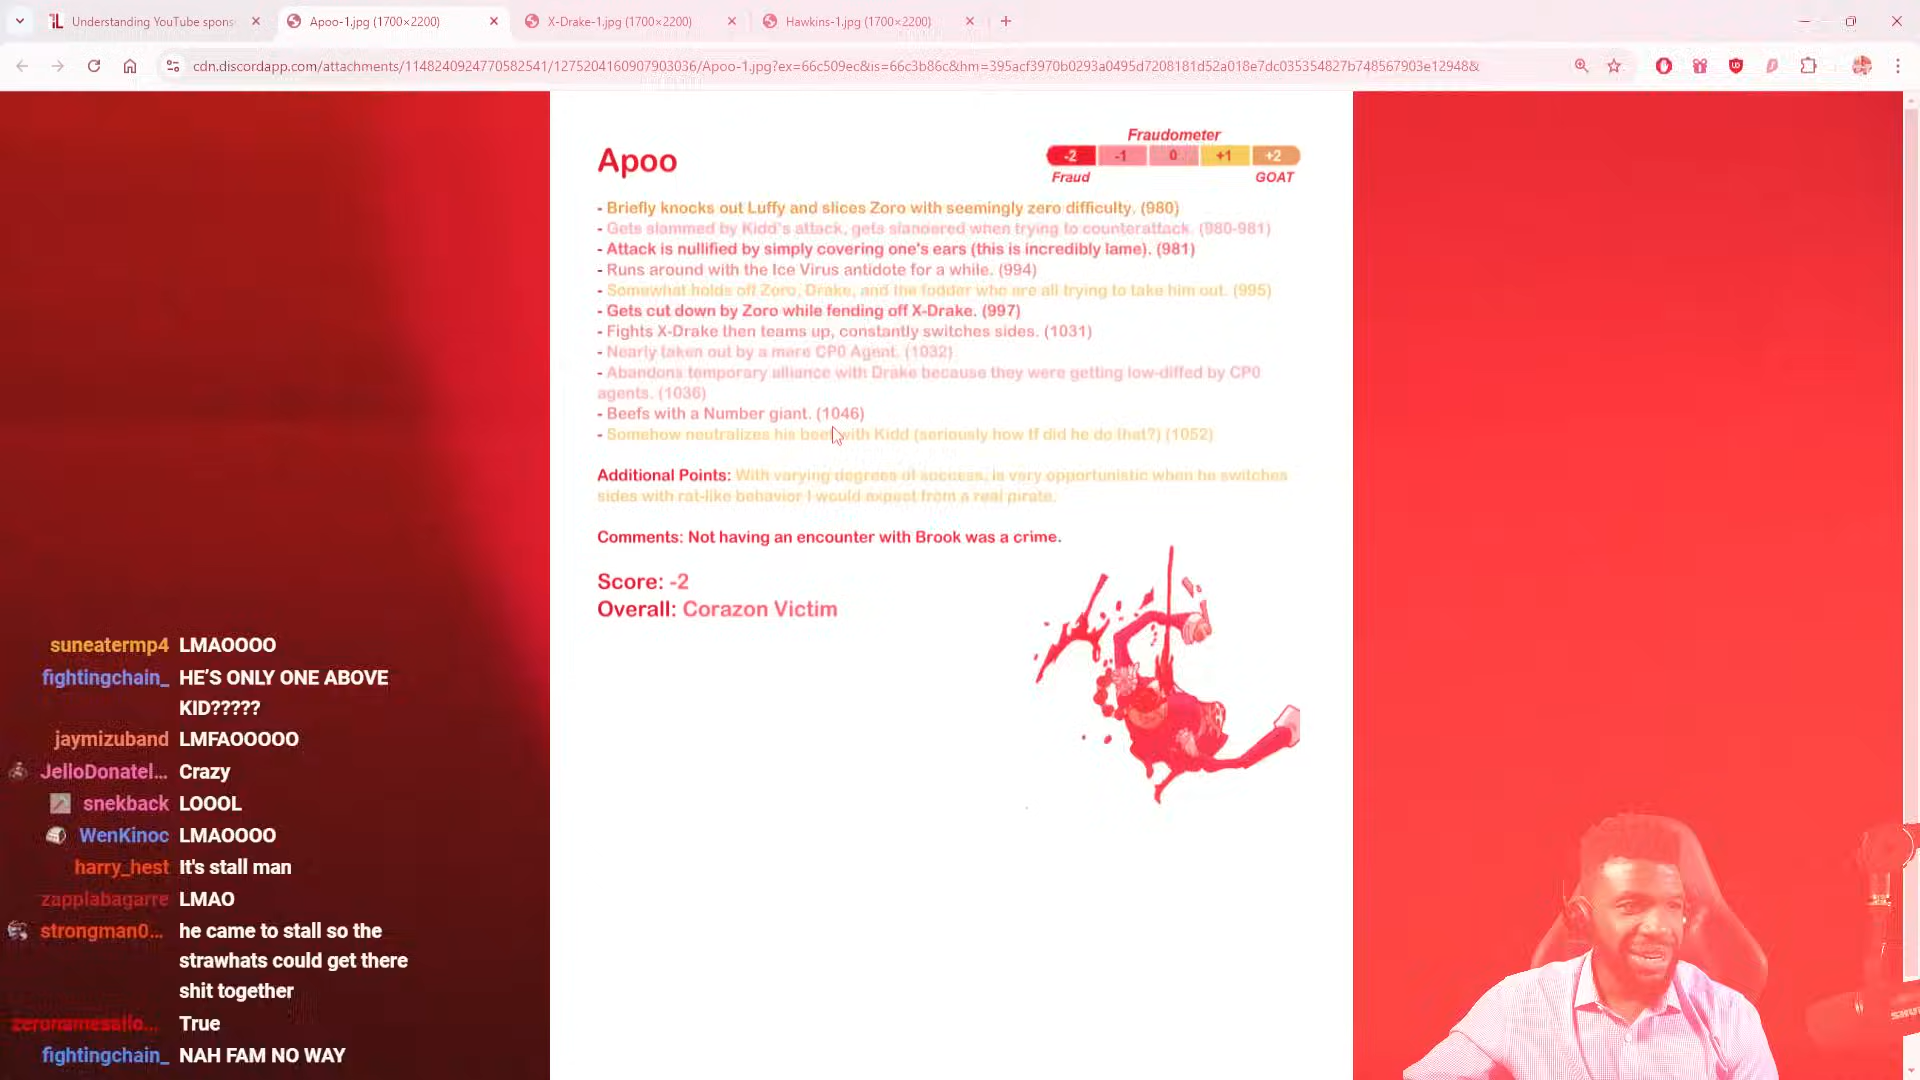 Understanding YouTube spons
Apoo-1.jpg (1700×2200)
X-Drake-1.jpg (1700×2200)
Hawkins-1.jpg (1700×2200)
cdn.discordapp.com/attachments/1148240924770582541/1275204160907903036/Apoo-1.jpg?ex=66c509ec&is=66c3b86c&hm=395acf3970b0293a0495d7208181d52a018e7dc035354827b748567903e12948&
Fraudometer
Apoo
-2 -1 0 +1 +2
Fraud GOAT
- Briefly knocks out Luffy and slices Zoro with seemingly zero difficulty. (980)
- Gets slammed by Kidd's attack, gets slandered when trying to counterattack. (980-981)
- Attack is nullified by simply covering one's ears (this is incredibly lame). (981)
- Runs around with the Ice Virus antidote for a while. (994)
- Somewhat holds off Zoro, Drake, and the fodder who are all trying to take him out. (995)
- Gets cut down by Zoro while fending off X-Drake. (997)
- Fights X-Drake then teams up, constantly switches sides. (1031)
- Nearly taken out by a mere CP0 Agent. (1032)
- Abandons temporary alliance with Drake because they were getting low-diffed by CP0
agents. (1036)
- Beefs with a Number giant. (1046)
- Somehow neutralizes his beef with Kidd (seriously how tf did he do that?) (1052)
Additional Points: With varying degrees of success, is very opportunistic when he switches
sides with rat-like behavior I would expect from a real pirate.
Comments: Not having an encounter with Brook was a crime.
Score: -2
Overall: Corazon Victim
suneatermp4 LMAOOOO
fightingchain_ HE'S ONLY ONE ABOVE
KID?????
jaymizuband LMFAOOOOO
JelloDonatel... Crazy
snekback LOOOL
WenKinoc LMAOOOO
harry_hest It's stall man
zapplabagarre LMAO
strongman0... he came to stall so the
strawhats could get there
shit together
True
fightingchain_ NAH FAM NO WAY